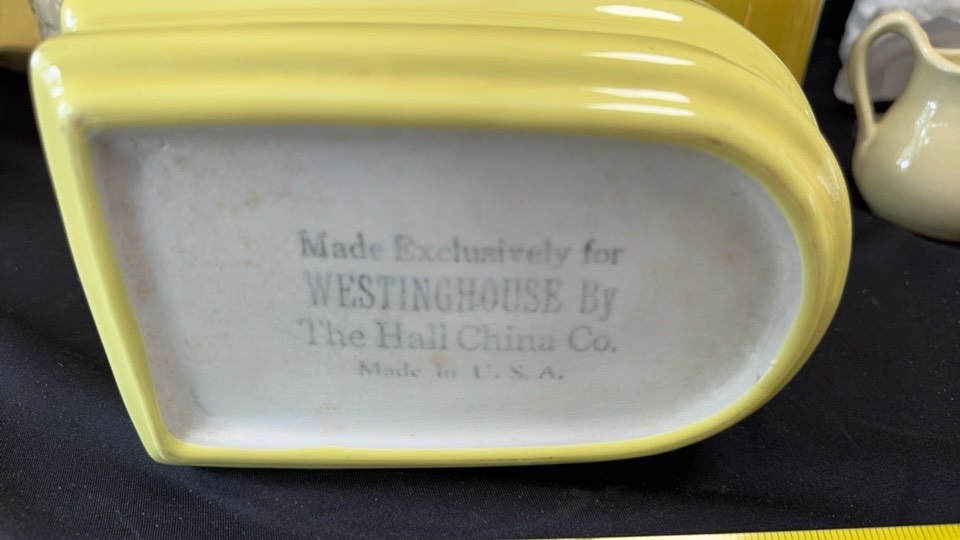 Made Exclusively for
WESTINGHOUSE By
The Hall China Co.
Made In U. S. A.